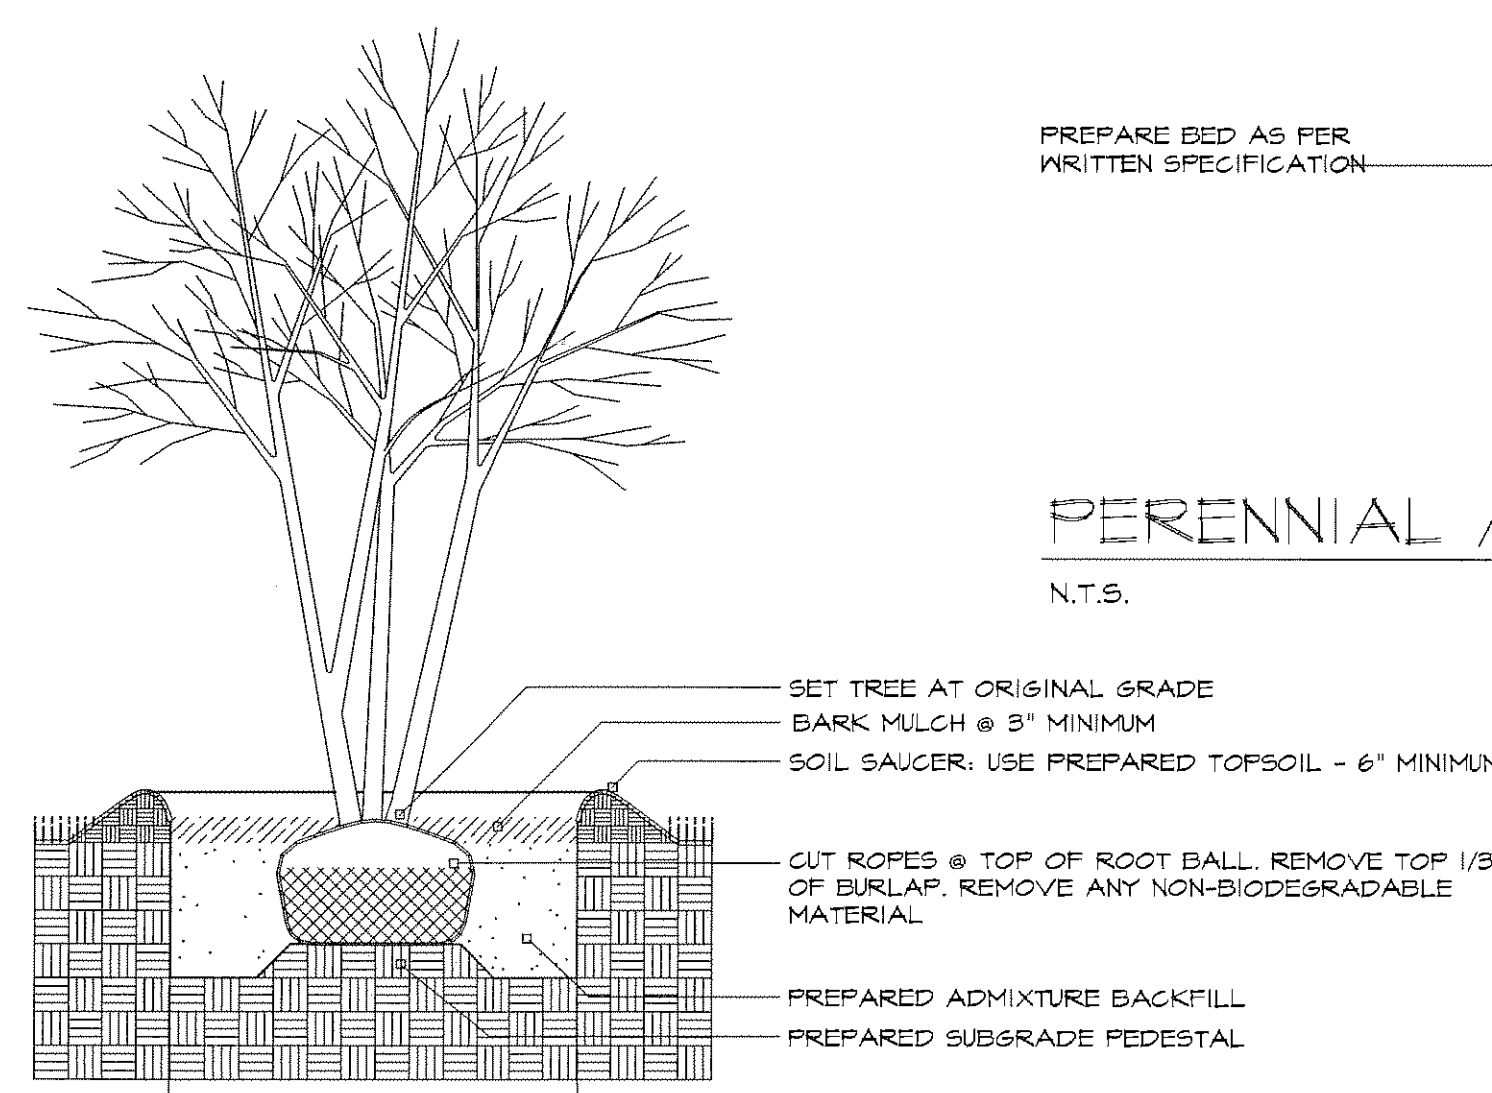 PREPARE BED AS PER
WRITTEN SPECIFICATION
PERENNIAL /
N.T.S.
SET TREE AT ORIGINAL GRADE
BARK MULCH @ 3" MINIMUM
SOIL SAUCER: USE PREPARED TOPSOIL - 6" MINIMUM
CUT ROPES @ TOP OF ROOT BALL. REMOVE TOP 1/3
OF BURLAP. REMOVE ANY NON-BIODEGRADABLE
MATERIAL
PREPARED ADMIXTURE BACKFILL
PREPARED SUBGRADE PEDESTAL